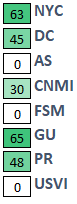 63 NYC
45 DC
0 AS
30 CNMI
0 FSM
65 GU
48 PR
0 USVI